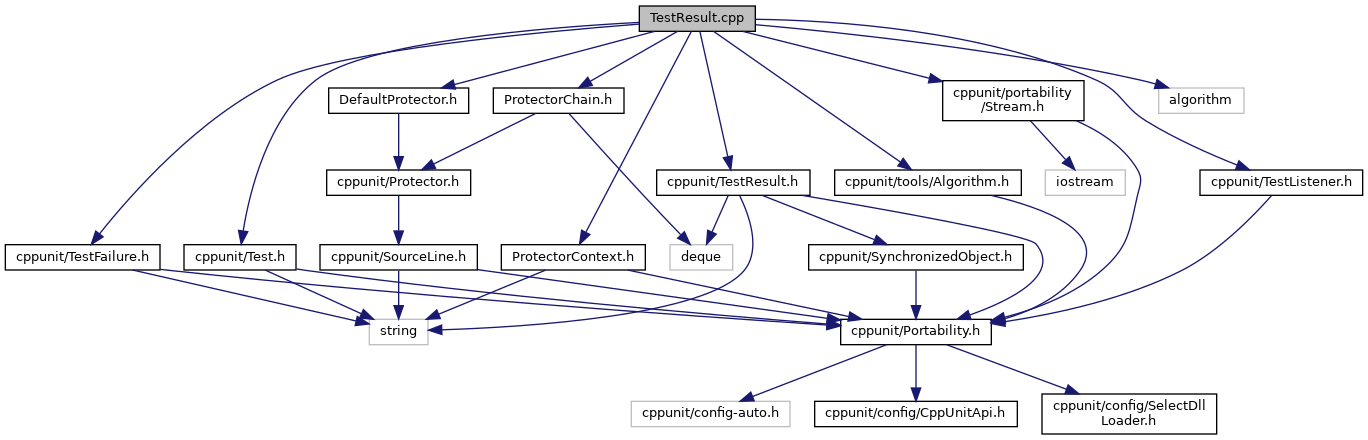 TestResult.cpp
DefaultProtector.h
ProtectorChain.h
cppunit/portability
/Stream.h
algorithm
cppunit/Protector.h
cppunit/TestResult.h
cppunit/tools/Algorithm.h
iostream
cppunit/TestListener.h
cppunit/TestFailure.h
cppunit/Test.h
cppunit/SourceLine.h
ProtectorContext.h
deque
cppunit/SynchronizedObject.h
string
cppunit/Portability.h
cppunit/config-auto.h
cppunit/config/CppUnitApi.h
cppunit/config/SelectDll
Loader.h